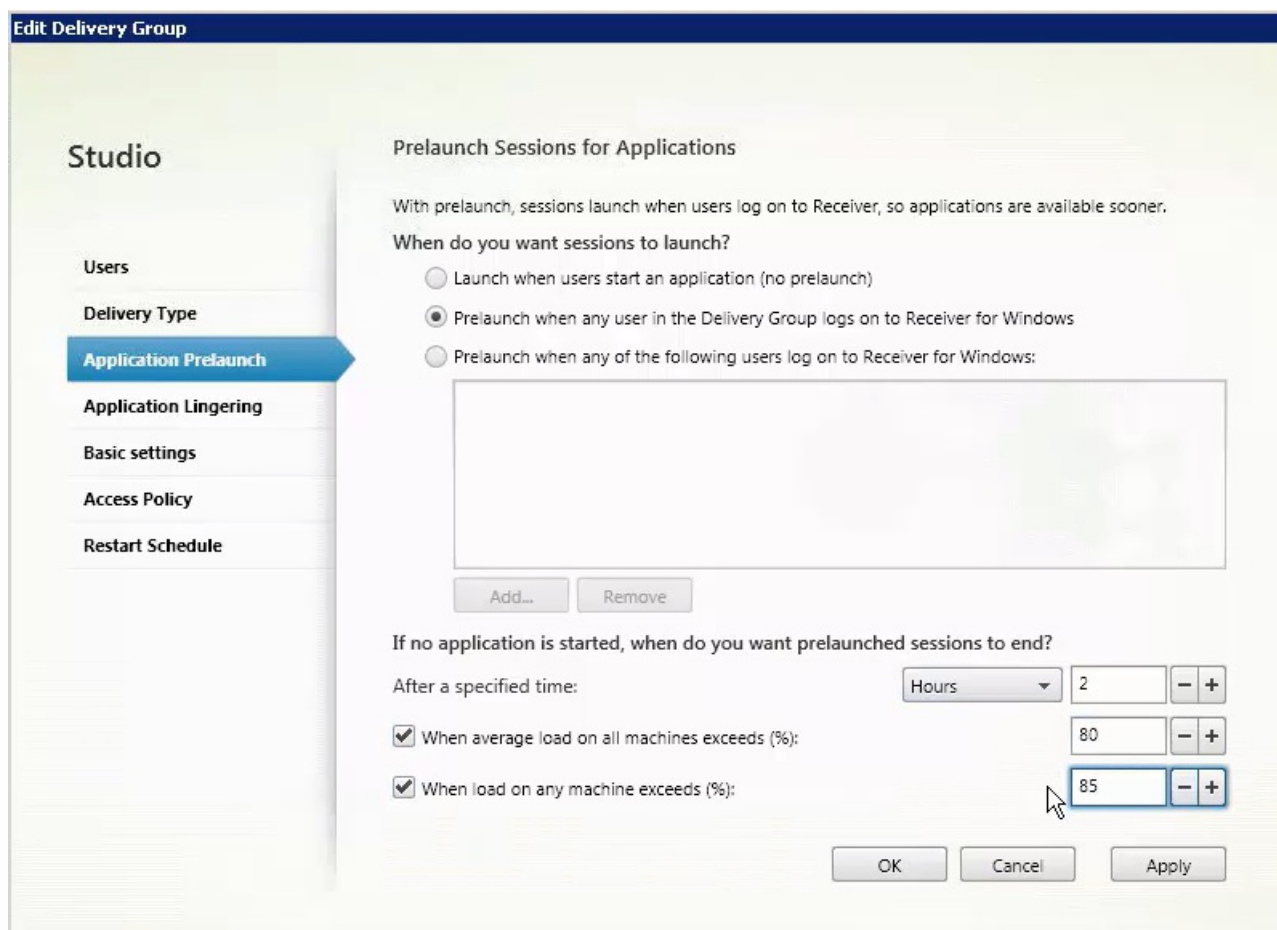 Edit Delivery Group
Studio
Users
Delivery Type
Application Prelaunch
Application Lingering
Basic settings
Access Policy
Restart Schedule
Prelaunch Sessions for Applications
With prelaunch, sessions launch when users log on to Receiver, so applications are available sooner.
When do you want sessions to launch?
Launch when users start an application (no prelaunch)
Prelaunch when any user in the Delivery Group logs on to Receiver for Windows
Prelaunch when any of the following users log on to Receiver for Windows:
Add...
Remove
If no application is started, when do you want prelaunched sessions to end?
After a specified time: Hours 2 − +
When average load on all machines exceeds (%): 80 − +
When load on any machine exceeds (%): 85 − +
OK
Cancel
Apply